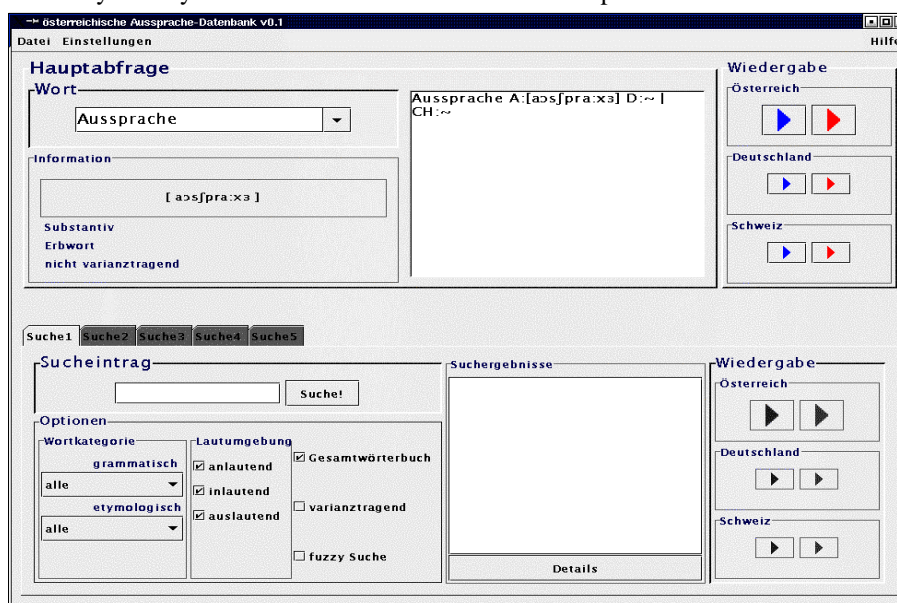 österreichische Aussprache-Datenbank v0.1
Datei Einstellungen
Hilfe
Hauptabfrage
Wort
Aussprache
Information
[ aɔsʃpra:xɜ ]
Substantiv
Erbwort
nicht varianztragend
Aussprache A:[aɔsʃpra:xɜ] D:~ |
CH:~
Wiedergabe
Österreich
Deutschland
Schweiz
Suche1 Suche2 Suche3 Suche4 Suche5
Sucheintrag
Suche!
Optionen
Wortkategorie
grammatisch
alle
etymologisch
alle
Lautumgebung
anlautend
inlautend
auslautend
Gesamtwörterbuch
varianztragend
fuzzy Suche
Suchergebnisse
Details
Wiedergabe
Österreich
Deutschland
Schweiz